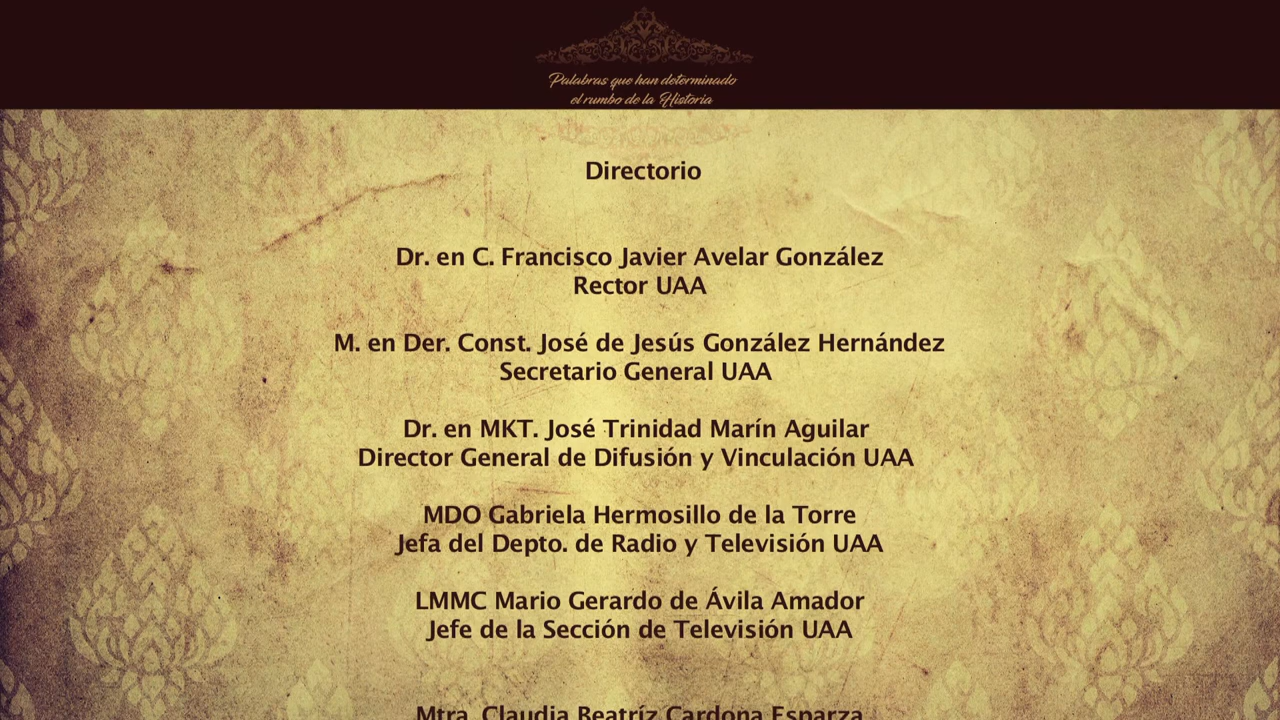 Palabras que han determinado
el rumbo de la Historia
Directorio
Dr. en C. Francisco Javier Avelar González
Rector UAA
M. en Der. Const. José de Jesús González Hernández
Secretario General UAA
Dr. en MKT. José Trinidad Marín Aguilar
Director General de Difusión y Vinculación UAA
MDO Gabriela Hermosillo de la Torre
Jefa del Depto. de Radio y Televisión UAA
LMMC Mario Gerardo de Ávila Amador
Jefe de la Sección de Televisión UAA
Mtra. Claudia Beatríz Cardona Esparza